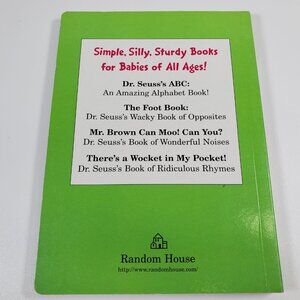 Simple, Silly, Sturdy Books
for Babies of All Ages!
Dr. Seuss's ABC:
An Amazing Alphabet Book!
The Foot Book:
Dr. Seuss's Wacky Book of Opposites
Mr. Brown Can Moo! Can You?
Dr. Seuss's Book of Wonderful Noises
There's a Wocket in My Pocket!
Dr. Seuss's Book of Ridiculous Rhymes
Random House
http://www.randomhouse.com/